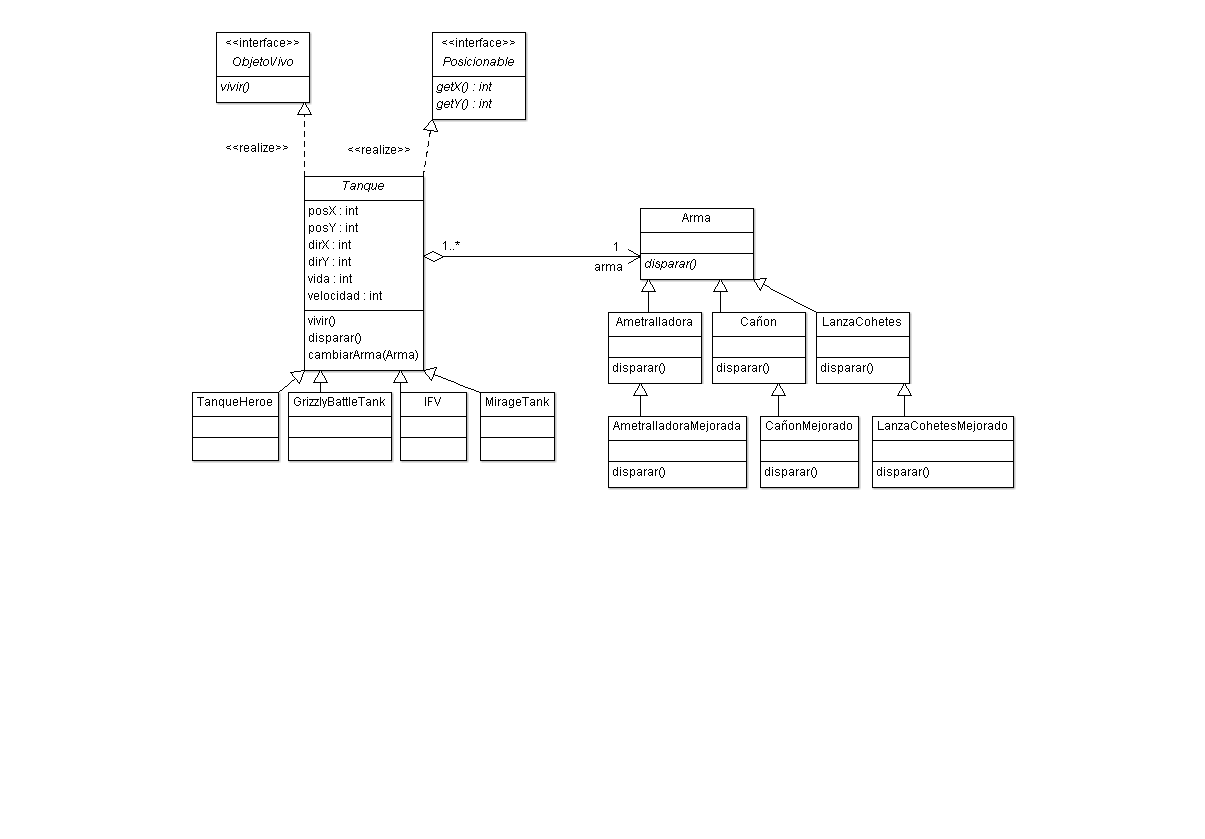 <<interface>>
ObjetoVivo
vivir()
<<interface>>
Posicionable
getX() : int
getY() : int
<<realize>>
<<realize>>
Tanque
posX : int
posY : int
dirX : int
dirY : int
vida : int
velocidad : int
vivir()
disparar()
cambiarArma(Arma)
1..*
1
arma
Arma
disparar()
Ametralladora
disparar()
Cañon
disparar()
LanzaCohetes
disparar()
TanqueHeroe
GrizzlyBattleTank
IFV
MirageTank
AmetralladoraMejorada
disparar()
CañonMejorado
disparar()
LanzaCohetesMejorado
disparar()